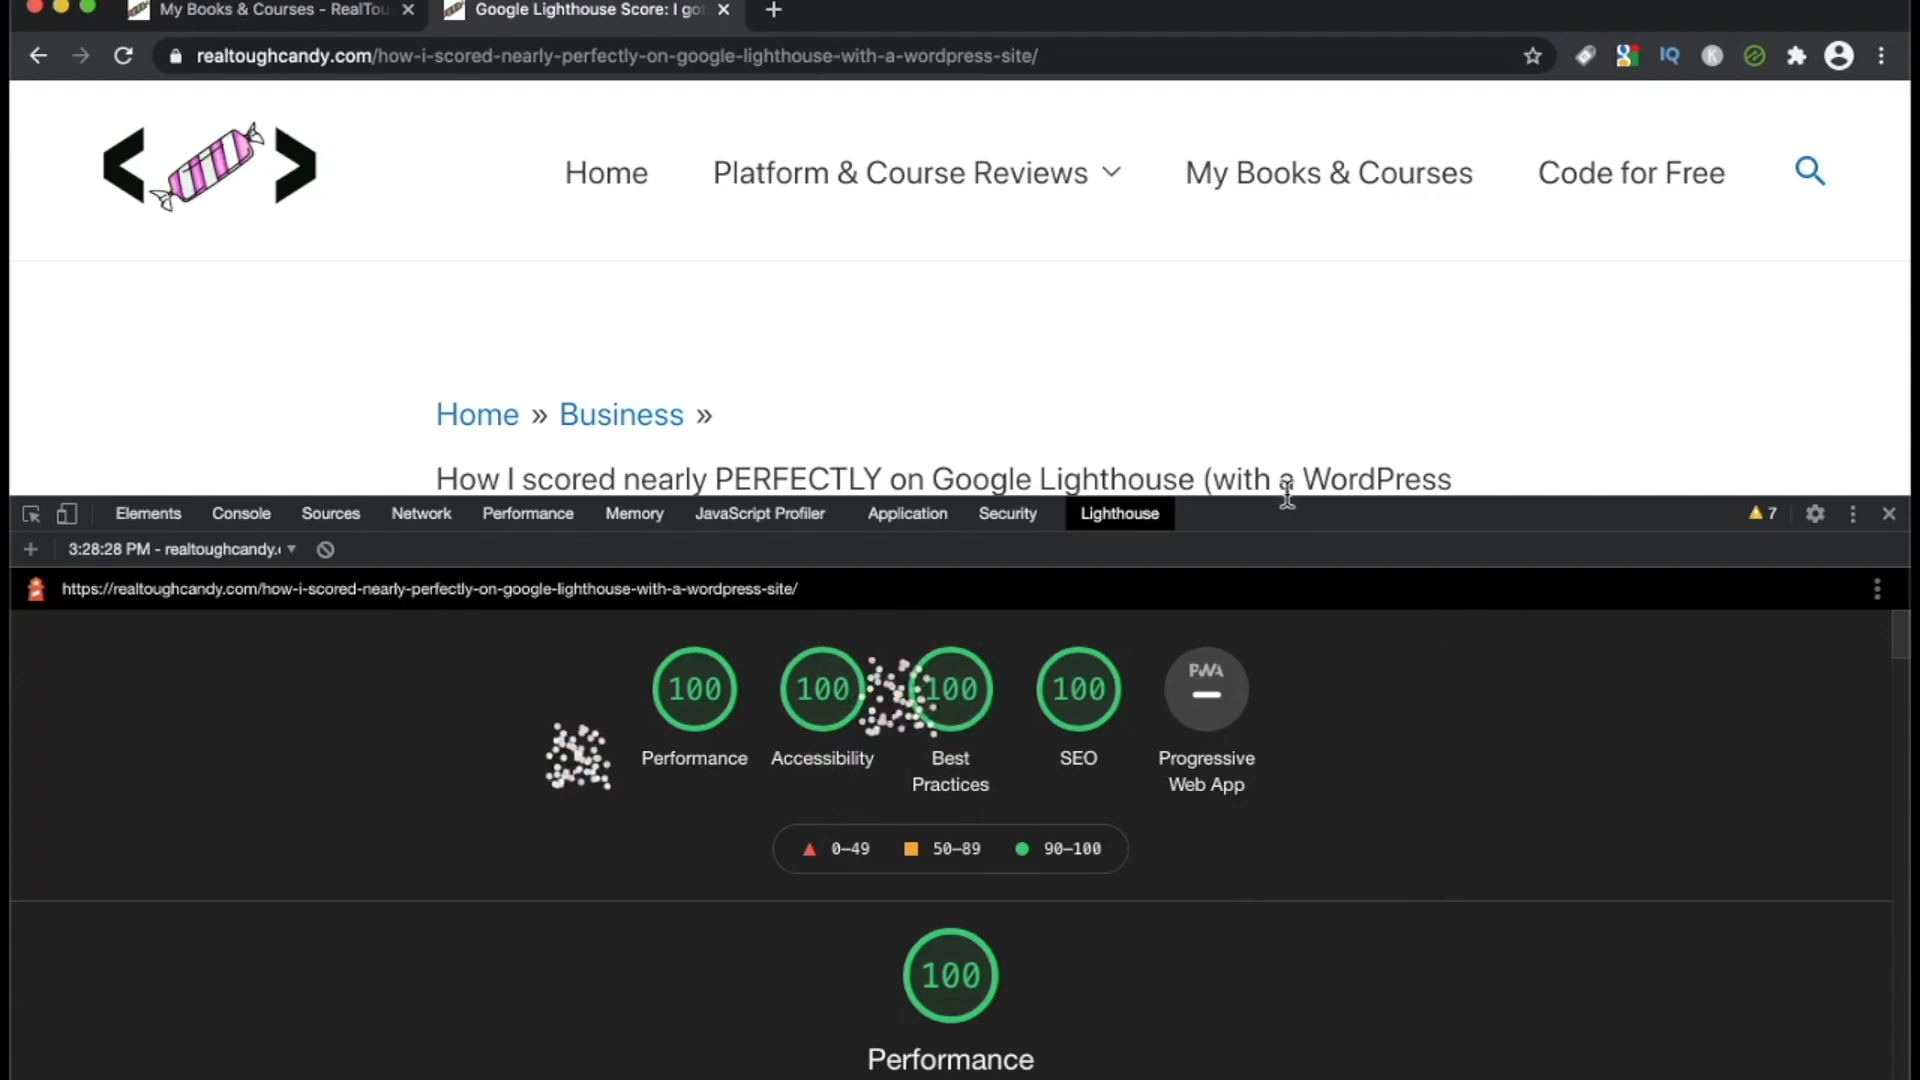 My Books & Courses - RealTou
Google Lighthouse Score: I got
realtoughcandy.com/how-i-scored-nearly-perfectly-on-google-lighthouse-with-a-wordpress-site/
IQ
K
Home
Platform & Course Reviews
My Books & Courses
Code for Free
Home » Business »
How I scored nearly PERFECTLY on Google Lighthouse (with a WordPress
Elements Console Sources Network Performance Memory JavaScript Profiler Application Security Lighthouse 7
3:28:28 PM - realtoughcandy.
https://realtoughcandy.com/how-i-scored-nearly-perfectly-on-google-lighthouse-with-a-wordpress-site/
100 100 100 100 PWA
Performance Accessibility Best Practices SEO Progressive Web App
0–49 50–89 90–100
100
Performance